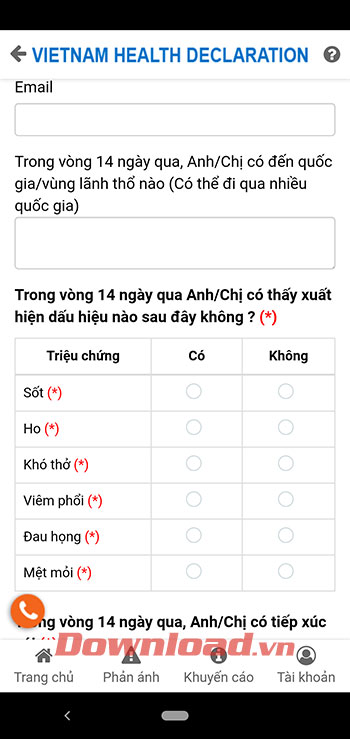 VIETNAM HEALTH DECLARATION ?
Email
Trong vòng 14 ngày qua, Anh/Chị có đến quốc
gia/vùng lãnh thổ nào (Có thể đi qua nhiều
quốc gia)
Trong vòng 14 ngày qua Anh/Chị có thấy xuất
hiện dấu hiệu nào sau đây không ? (*)
Triệu chứng Có Không
Sốt (*)
Ho (*)
Khó thở (*)
Viêm phổi (*)
Đau họng (*)
Mệt mỏi (*)
vòng 14 ngày qua, Anh/Chị có tiếp xúc
Download.vn
Trang chủ Phản ánh Khuyến cáo Tài khoản